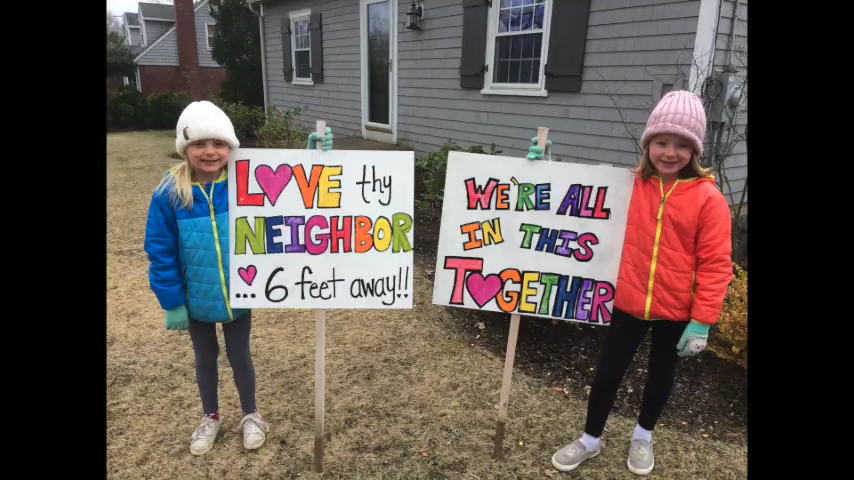 LOVE thy
NEIGHBOR
... 6 feet away!!
WE'RE ALL
IN THIS
TOGETHER